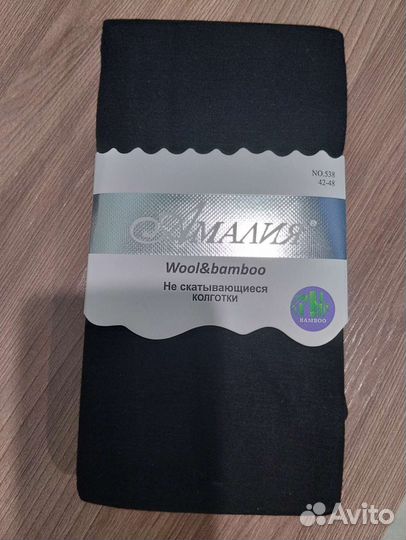 NO.538
42-48
АМАЛИЯ®
Wool&bamboo
Не скатывающиеся
КОЛГОТКИ
BAMBOO
Avito